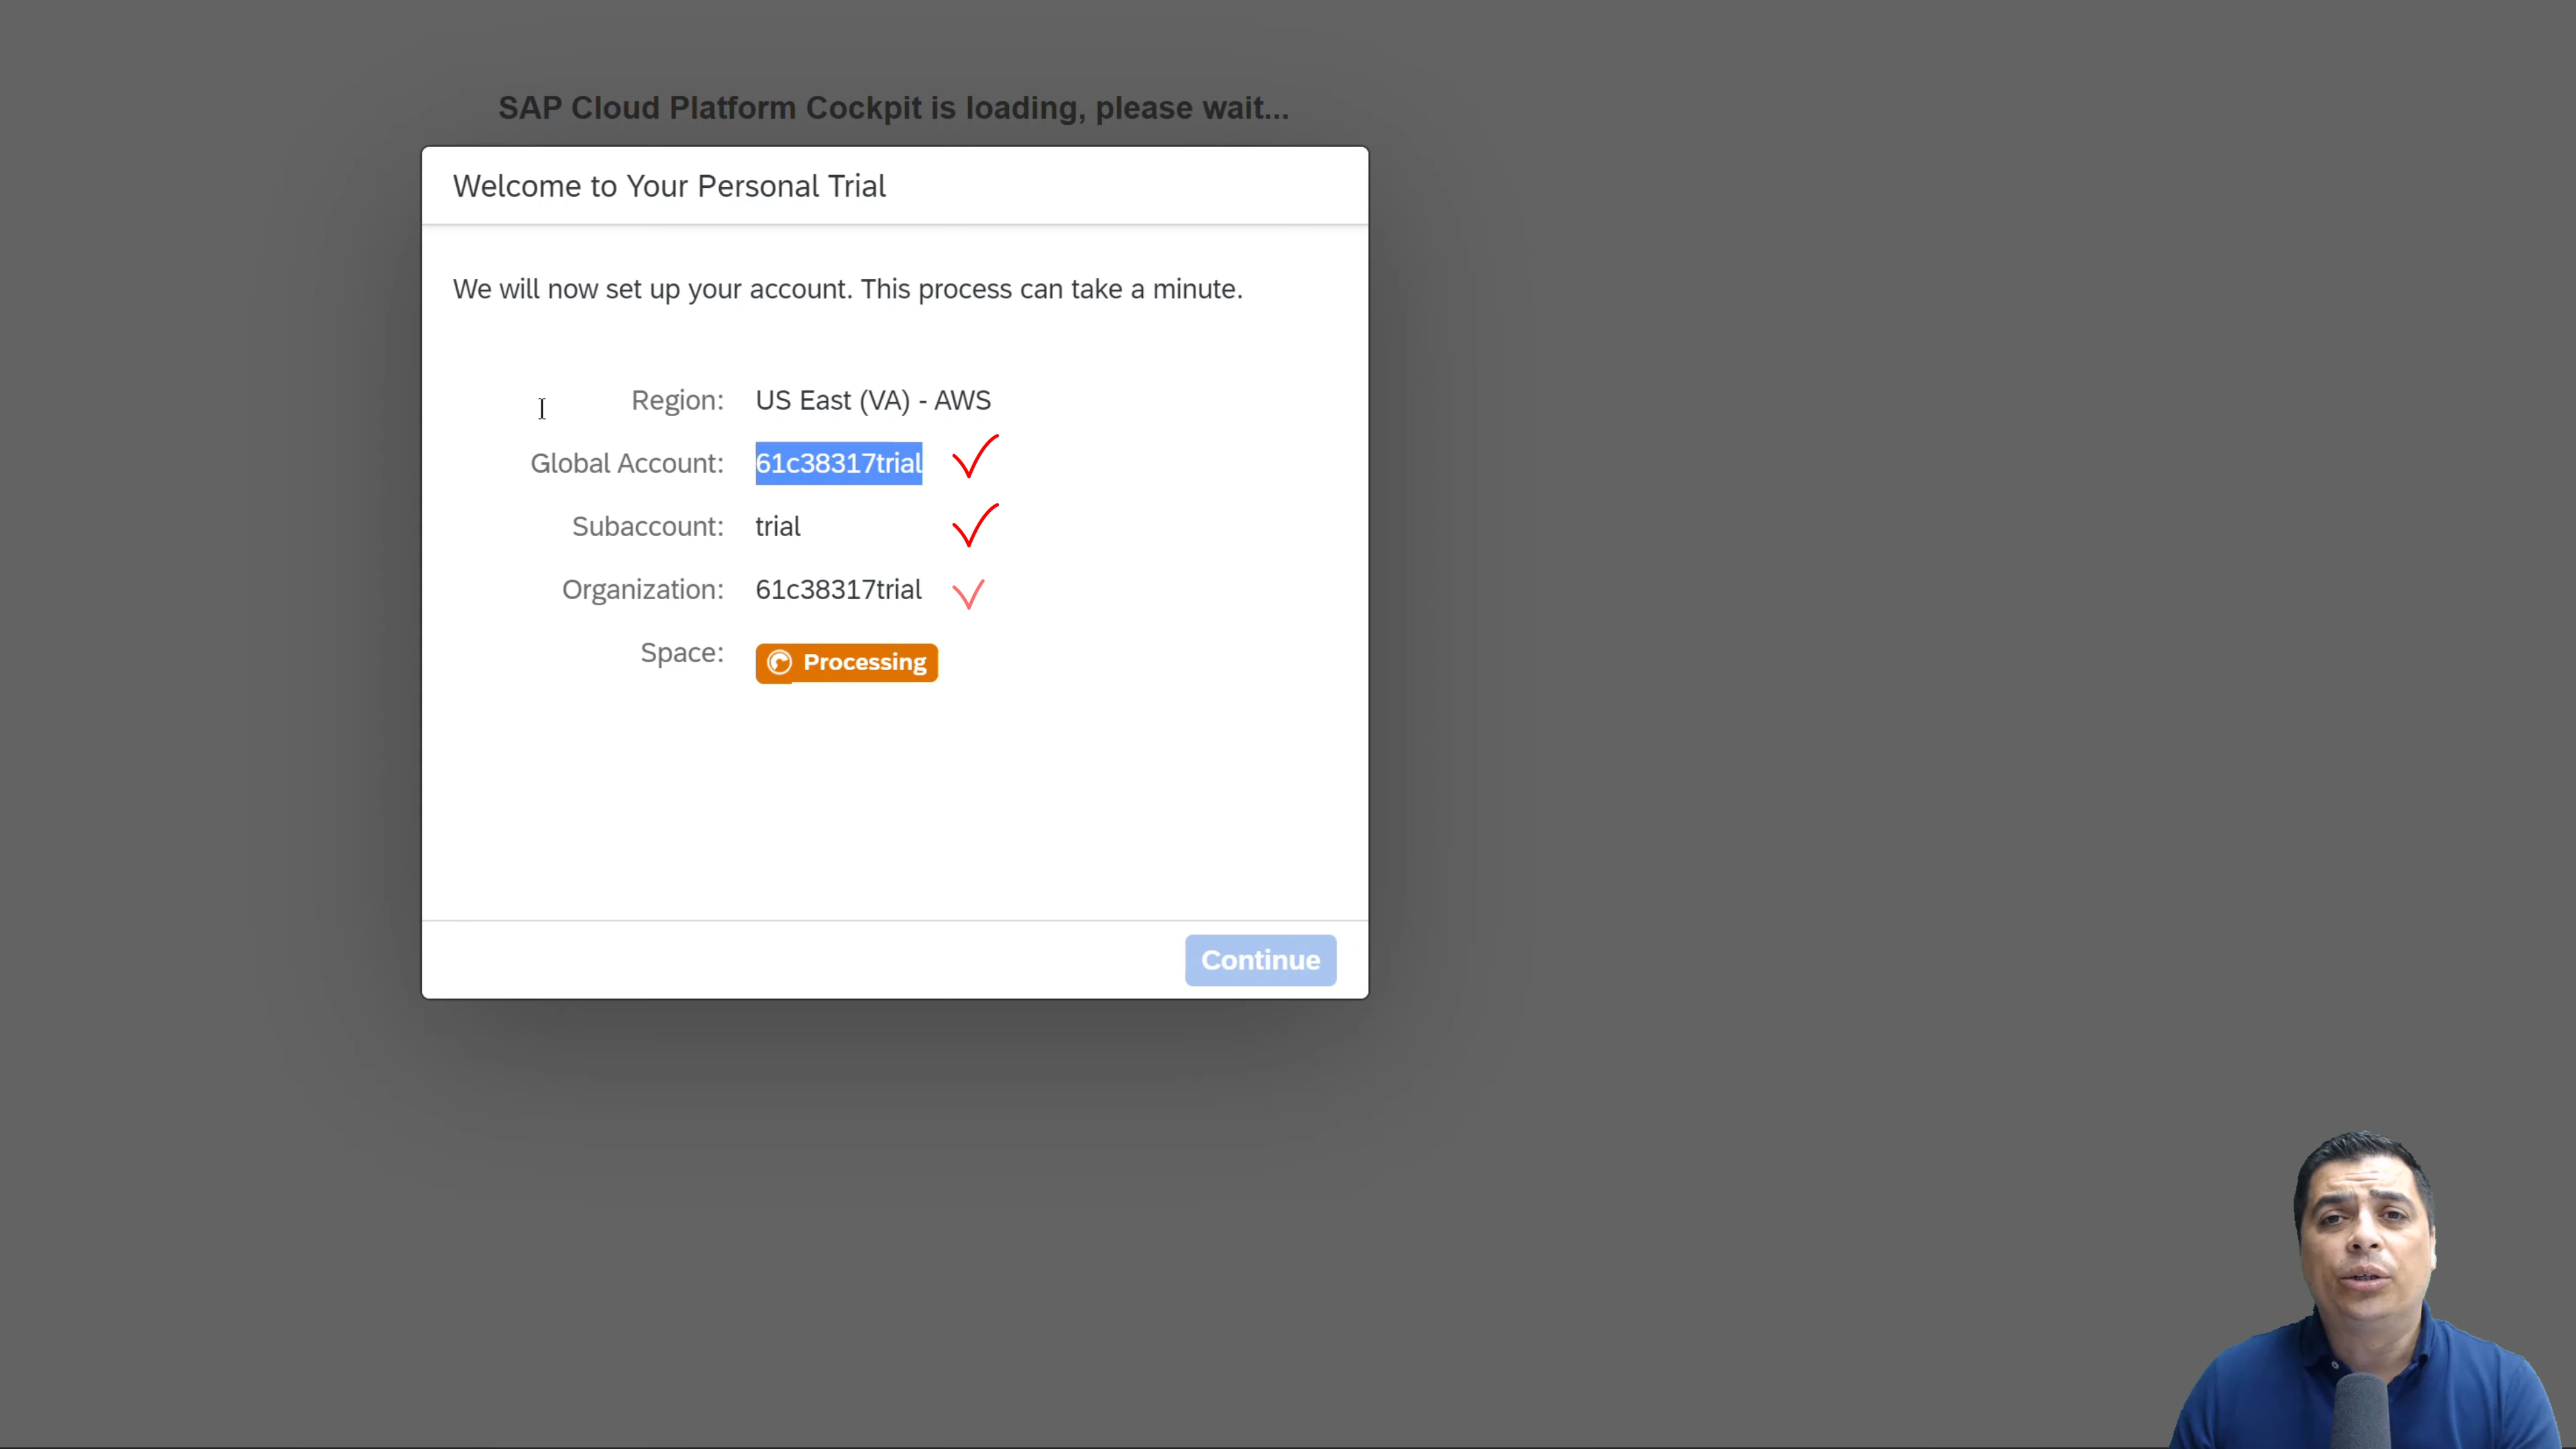 SAP Cloud Platform Cockpit is loading, please wait...
Welcome to Your Personal Trial
We will now set up your account. This process can take a minute.
Region: US East (VA) - AWS
Global Account: 61c38317trial
Subaccount: trial
Organization: 61c38317trial
Space: Processing
Continue